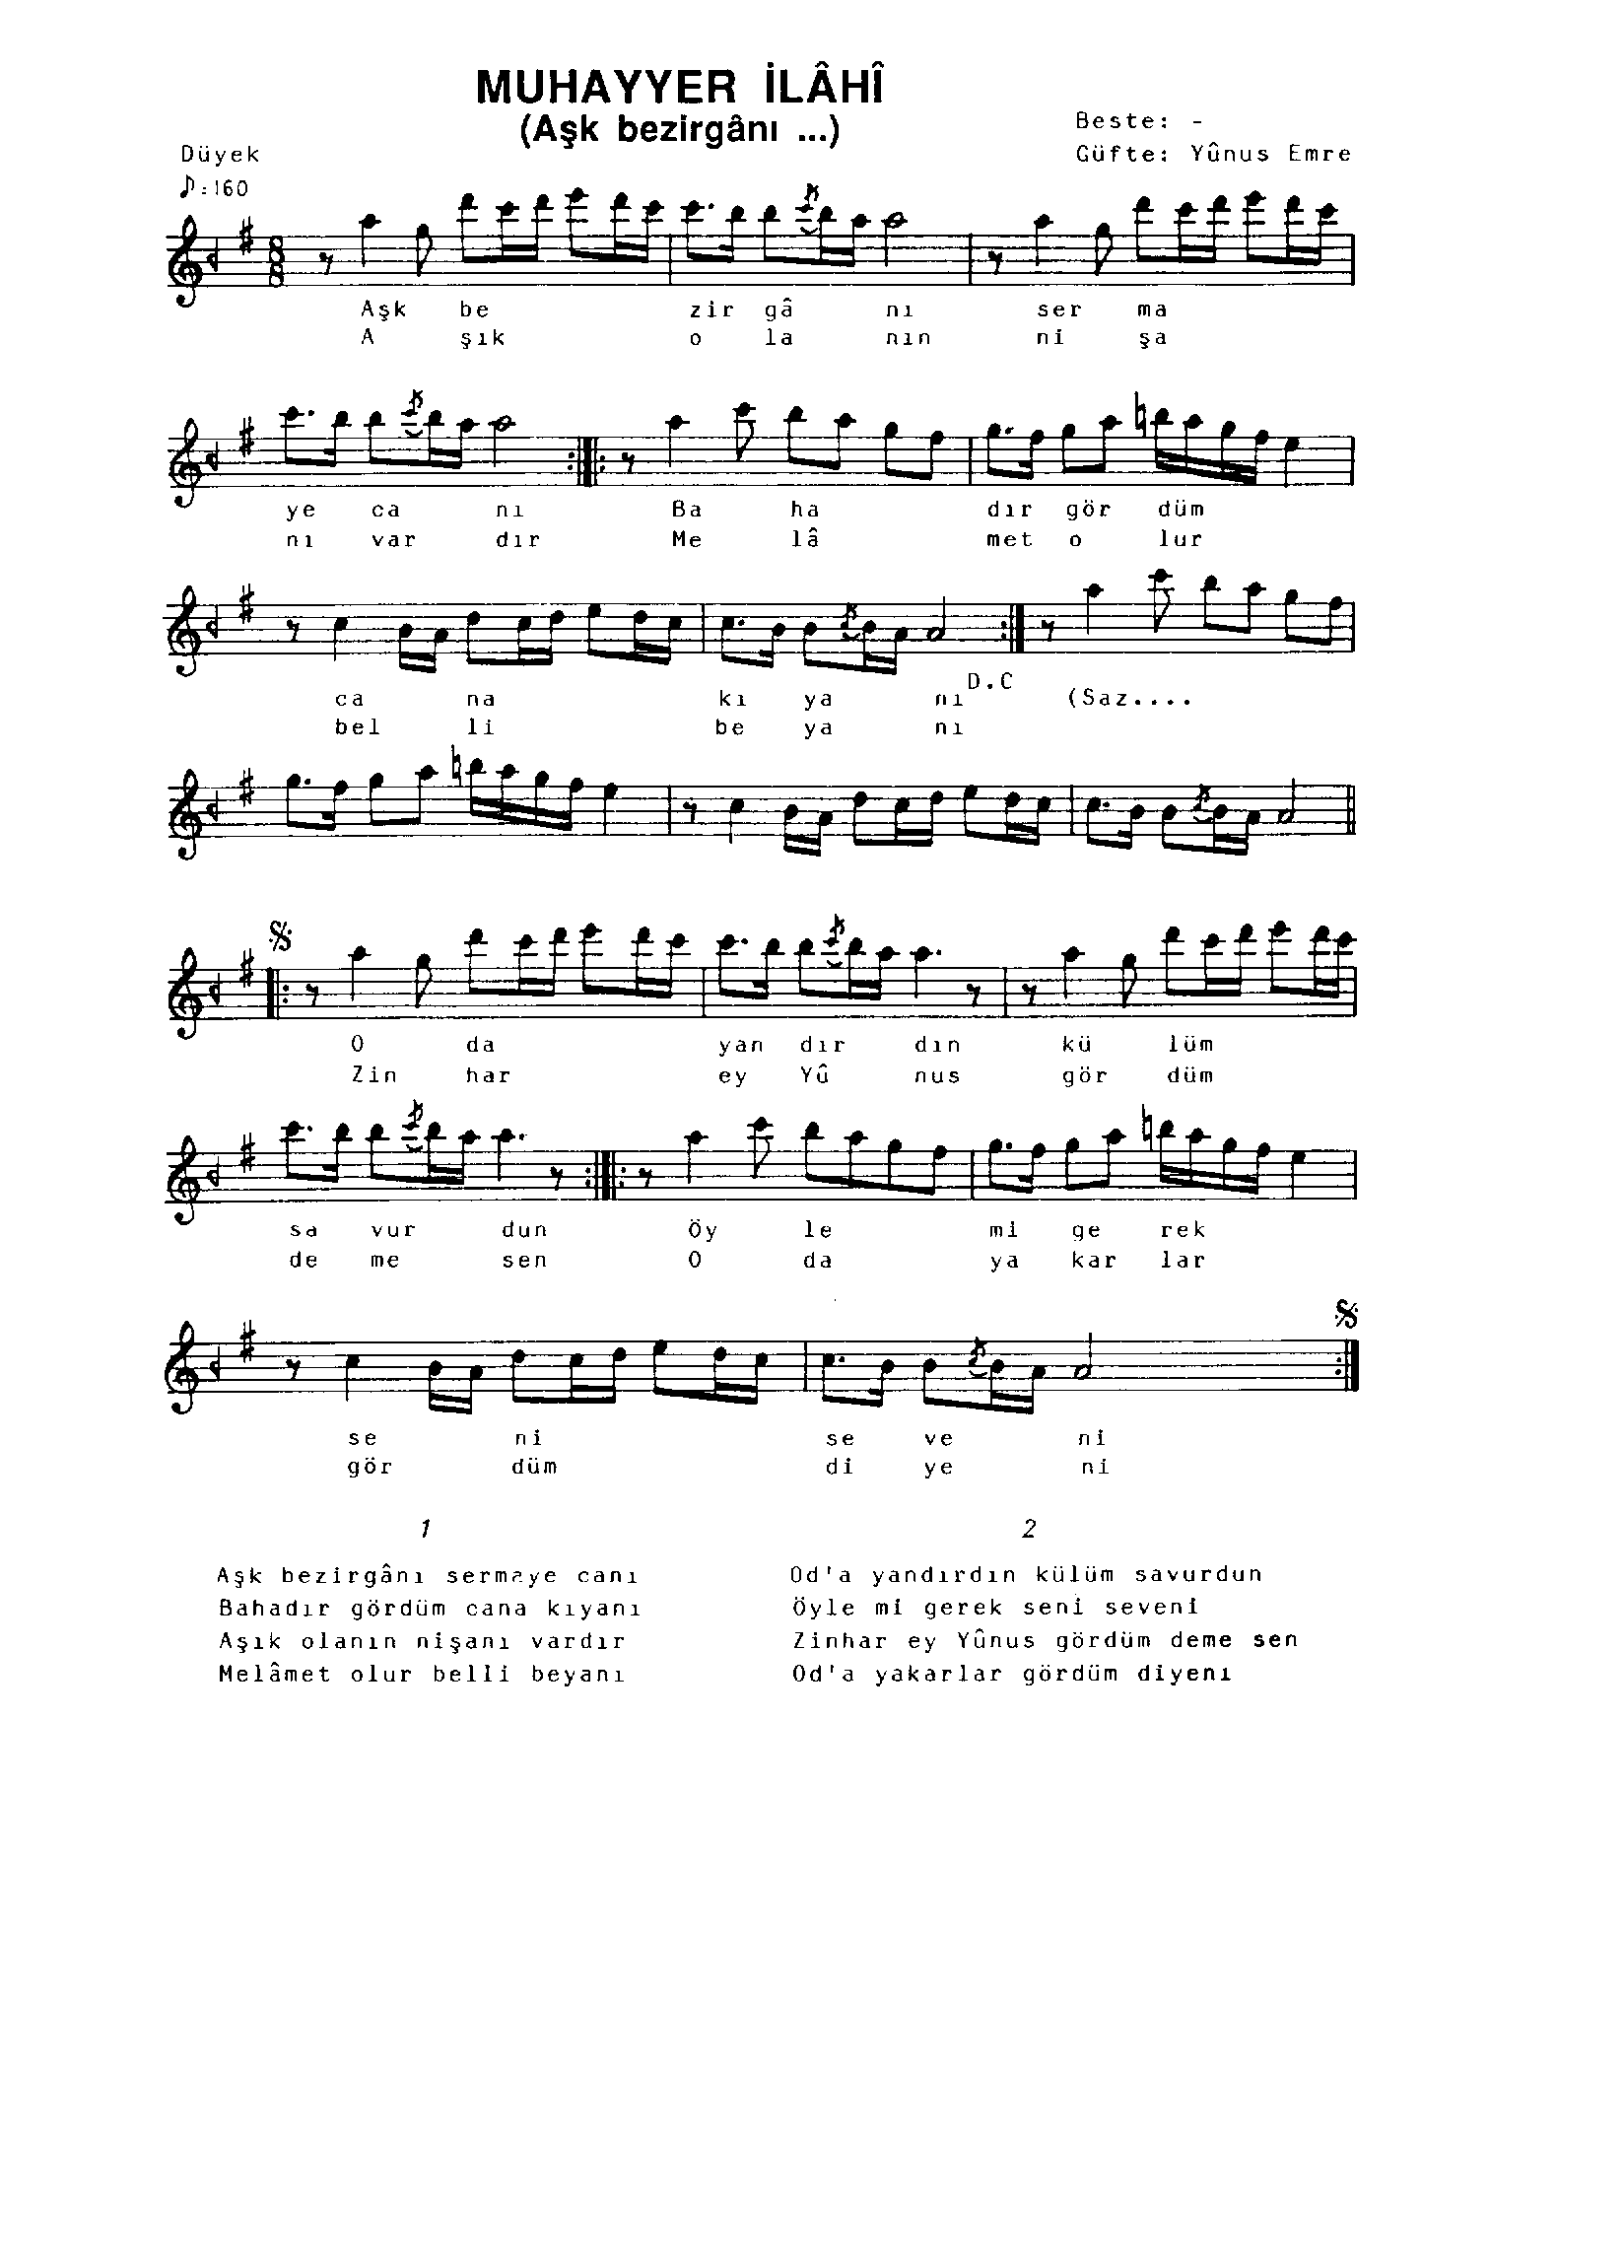 MUHAYYER İLÂHÎ
(Aşk bezirgânı ...)
Beste: -
Düyek
Güfte: Yûnus Emre
♪=160
8
8
Aşk be zir gâ nı ser ma
A şık o la nın ni şa
ye ca nı Ba ha dır gör düm
nı var dır Me lâ met o lur
D.C
ca na kı ya nı (Saz....
bel li be ya nı
O da yan dır dın kü lüm
Zin har ey Yû nus gör düm
sa vur dun Öy le mi ge rek
de me sen O da ya kar lar
se ni se ve ni
gör düm di ye ni
1
Aşk bezirgânı sermaye canı
Bahadır gördüm cana kıyanı
Aşık olanın nişanı vardır
Melâmet olur belli beyanı
2
Od'a yandırdın külüm savurdun
Öyle mi gerek seni seveni
Zinhar ey Yûnus gördüm deme sen
Od'a yakarlar gördüm diyenı